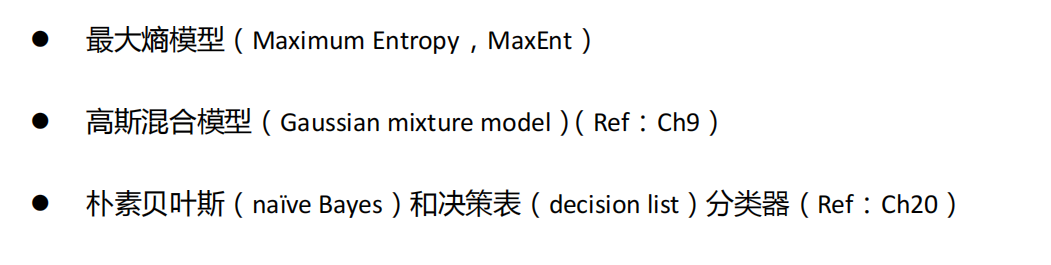 ● 最大熵模型（Maximum Entropy，MaxEnt）
● 高斯混合模型（Gaussian mixture model）（Ref：Ch9）
● 朴素贝叶斯（naïve Bayes）和决策表（decision list）分类器（Ref：Ch20）